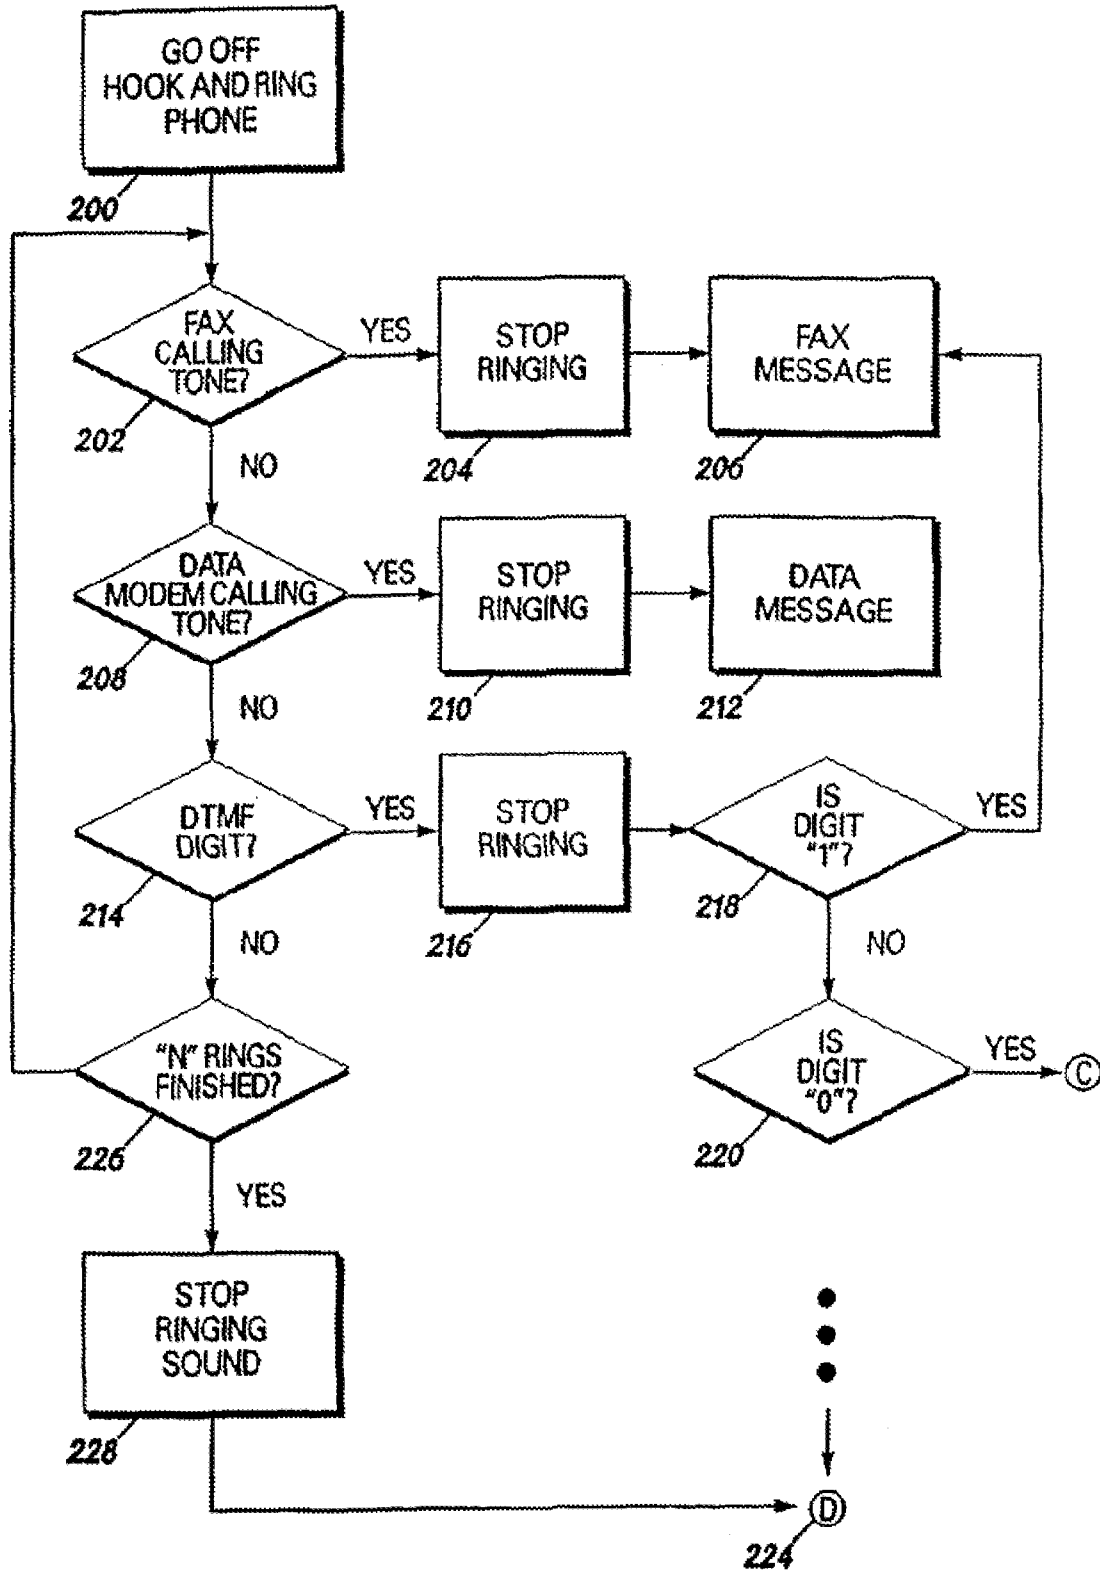 GO OFF
HOOK AND RING
PHONE
200
FAX
CALLING
TONE?
202
YES
STOP
RINGING
204
FAX
MESSAGE
206
NO
DATA
MODEM CALLING
TONE?
208
YES
STOP
RINGING
210
DATA
MESSAGE
212
NO
DTMF
DIGIT?
214
YES
STOP
RINGING
216
IS
DIGIT
"1"?
218
YES
NO
NO
"N" RINGS
FINISHED?
226
IS
DIGIT
"0"?
220
YES
C
YES
STOP
RINGING
SOUND
228
D
224